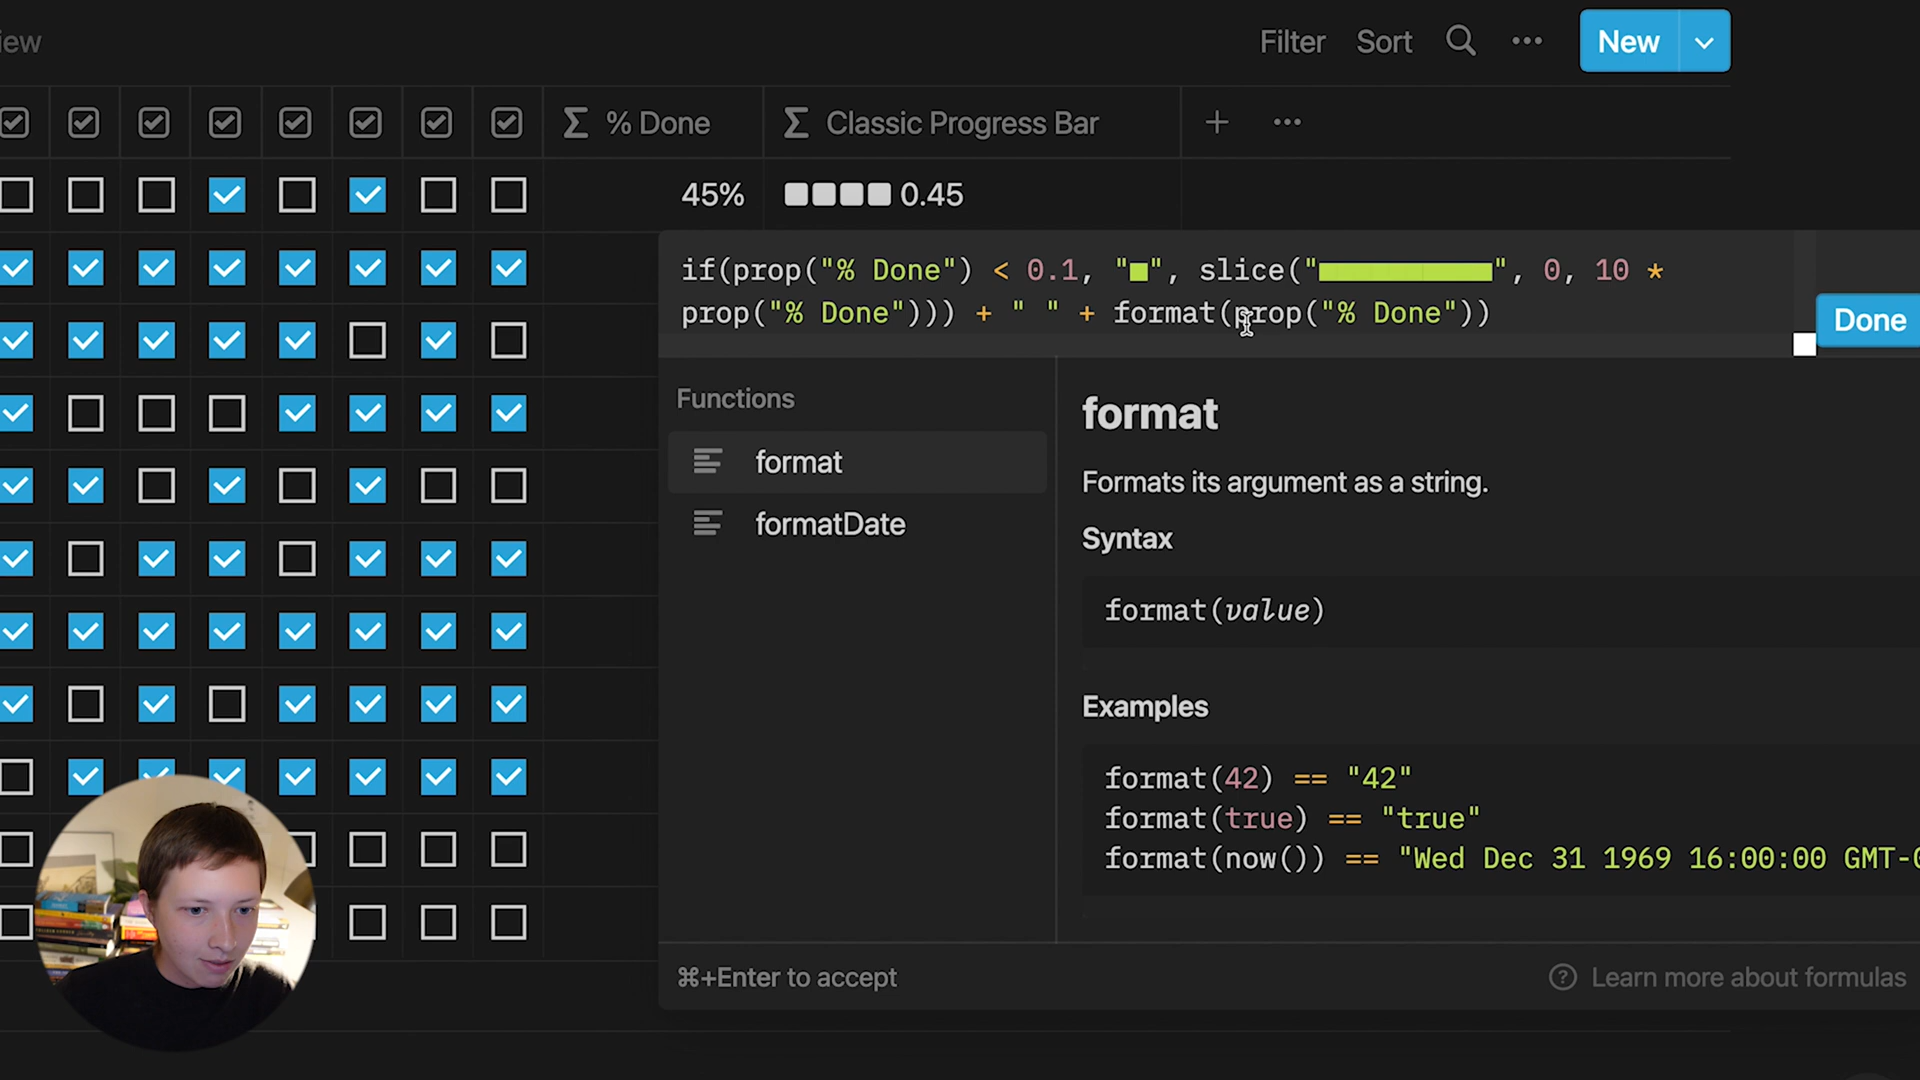 iew
Filter Sort ··· New
Σ % Done Σ Classic Progress Bar + ···
45% ■■■■ 0.45
if(prop("% Done") < 0.1, "■", slice("■■■■■■■■■■", 0, 10 *
prop("% Done"))) + " " + format(prop("% Done"))
Done
Functions
format
formatDate
format
Formats its argument as a string.
Syntax
format(value)
Examples
format(42) == "42"
format(true) == "true"
format(now()) == "Wed Dec 31 1969 16:00:00 GMT-
⌘+Enter to accept
? Learn more about formulas